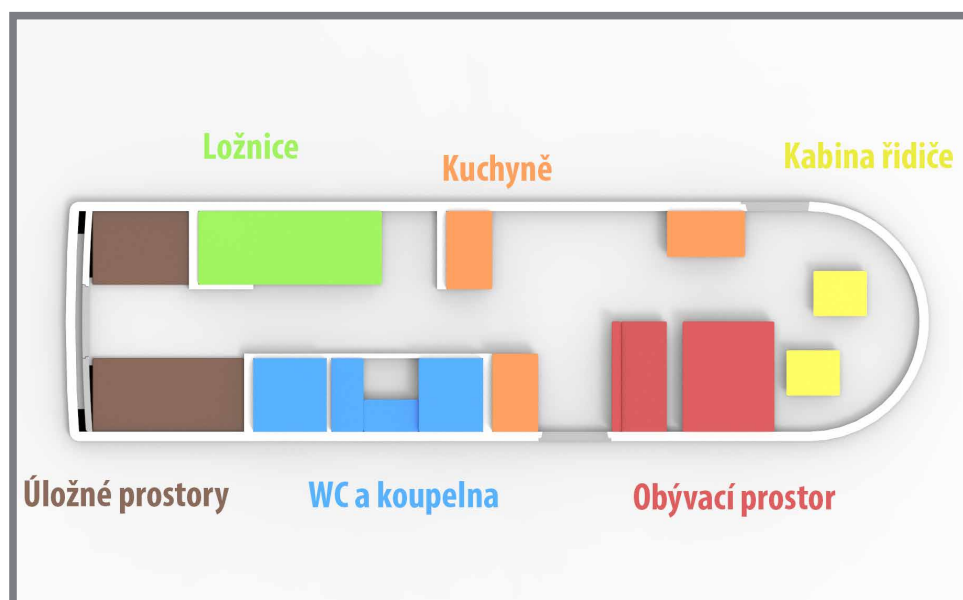 Ložnice
Kuchyně
Kabina řidiče
Úložné prostory
WC a koupelna
Obývací prostor